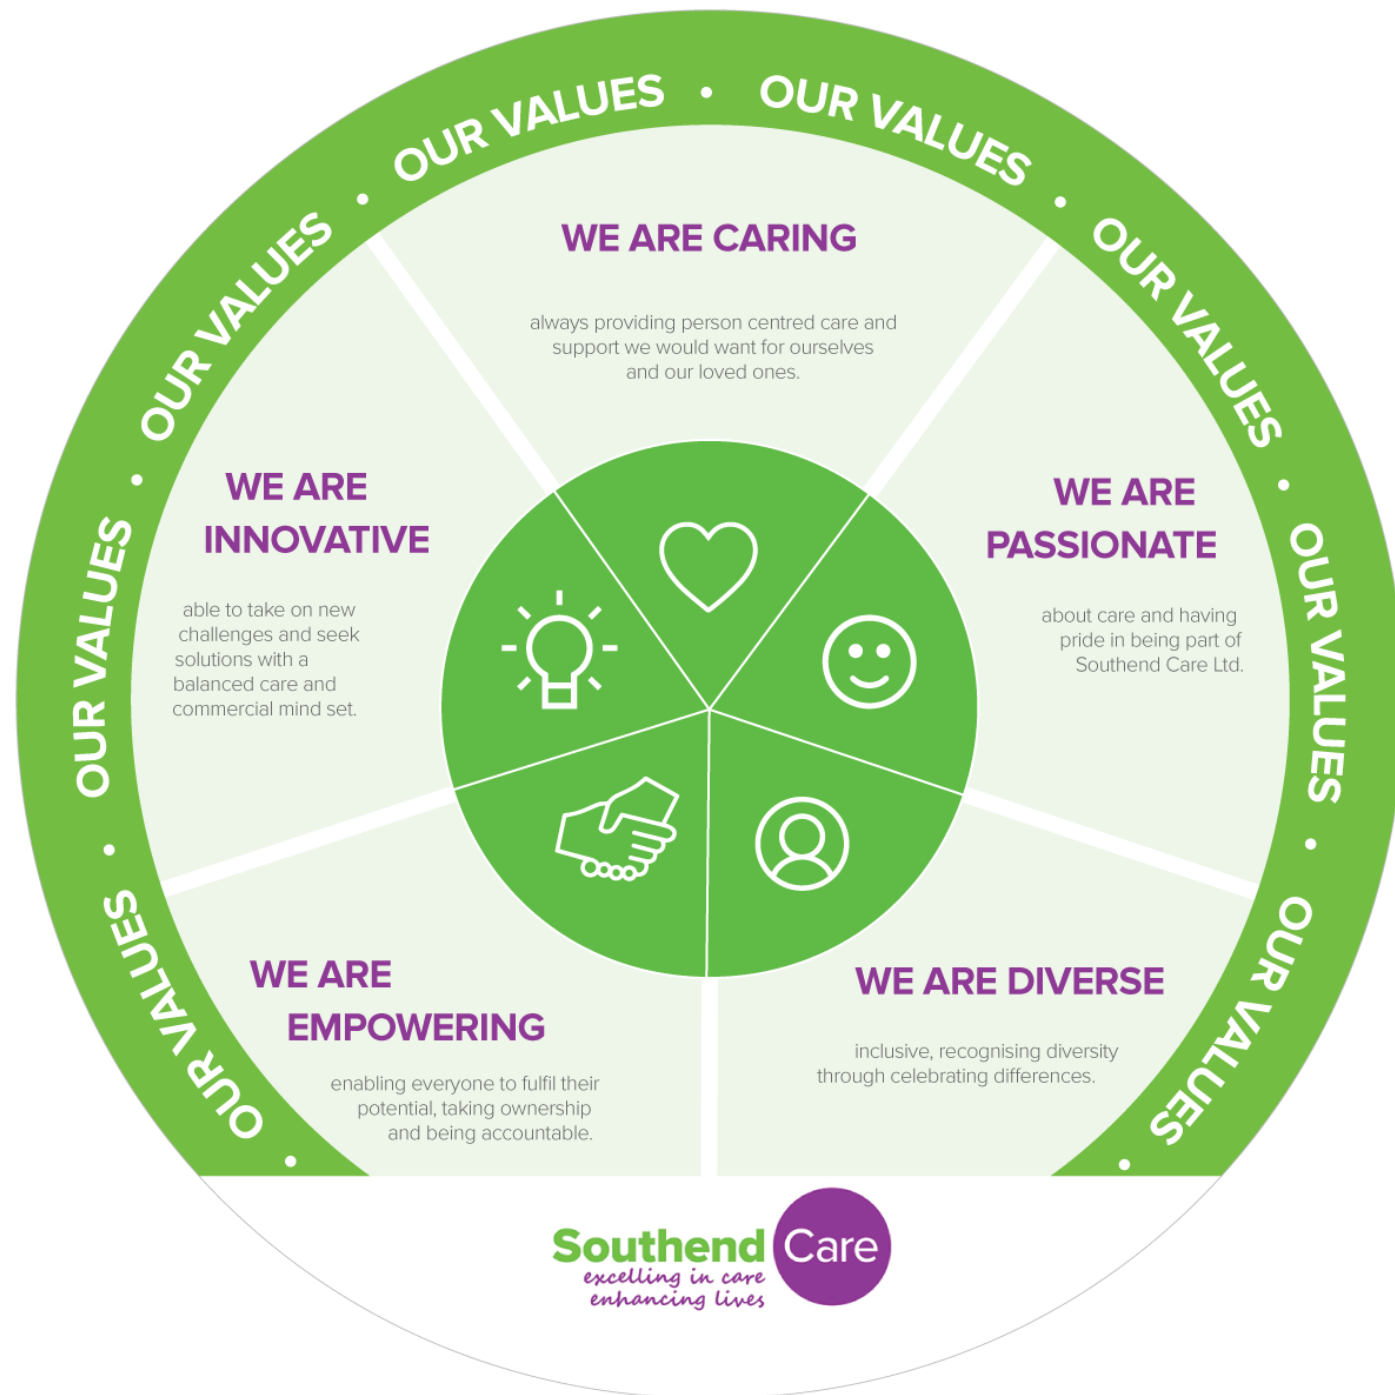 OUR VALUES • OUR VALUES • OUR VALUES • OUR VALUES • OUR VALUES • OUR VALUES • OUR VALUES • OUR VALUES
WE ARE CARING
always providing person centred care and
support we would want for ourselves
and our loved ones.
WE ARE
PASSIONATE
about care and having
pride in being part of
Southend Care Ltd.
WE ARE DIVERSE
inclusive, recognising diversity
through celebrating differences.
WE ARE
EMPOWERING
enabling everyone to fulfil their
potential, taking ownership
and being accountable.
WE ARE
INNOVATIVE
able to take on new
challenges and seek
solutions with a
balanced care and
commercial mind set.
Southend Care
excelling in care
enhancing lives